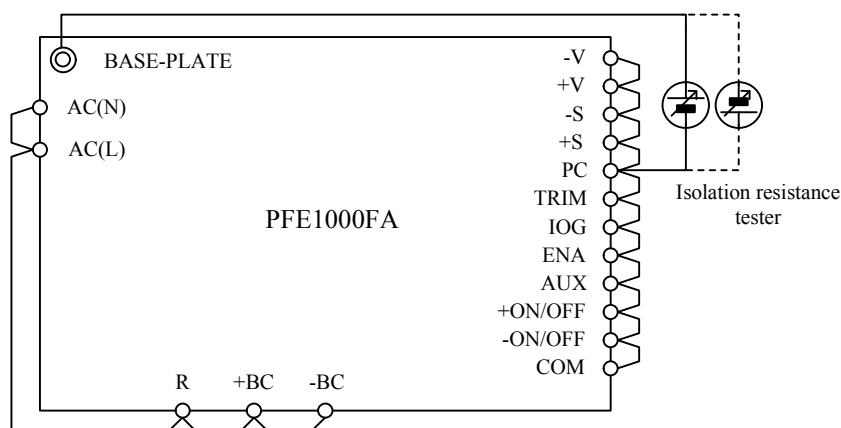 BASE-PLATE
AC(N)
AC(L)
PFE1000FA
-V
+V
-S
+S
PC
TRIM
IOG
ENA
AUX
+ON/OFF
-ON/OFF
COM
Isolation resistance
tester
R +BC -BC